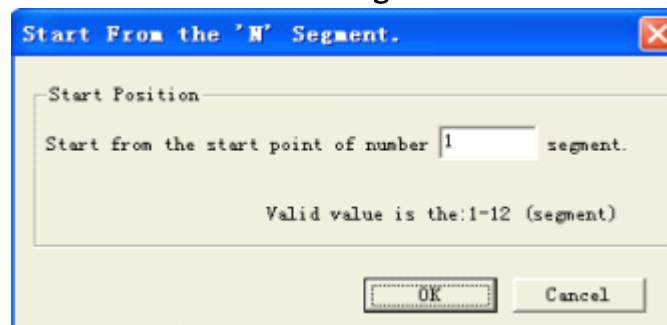 Start From the 'N' Segment.
Start Position
Start from the start point of number 1 segment.
Valid value is the:1-12 (segment)
OK Cancel